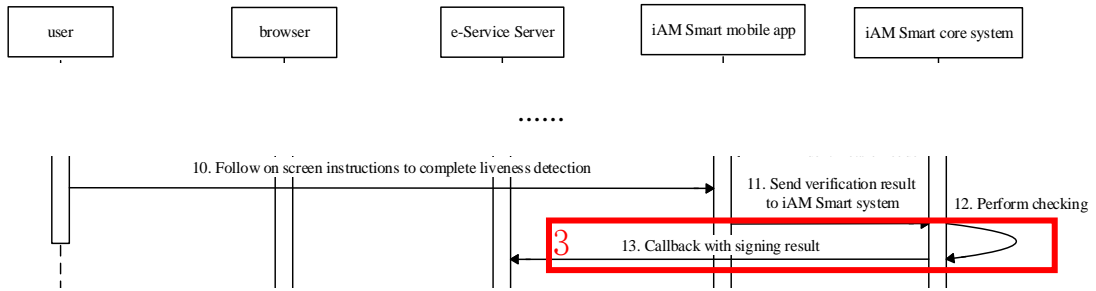 user
browser
e-Service Server
iAM Smart mobile app
iAM Smart core system
......
10. Follow on screen instructions to complete liveness detection
11. Send verification result
to iAM Smart system
12. Perform checking
3
13. Callback with signing result